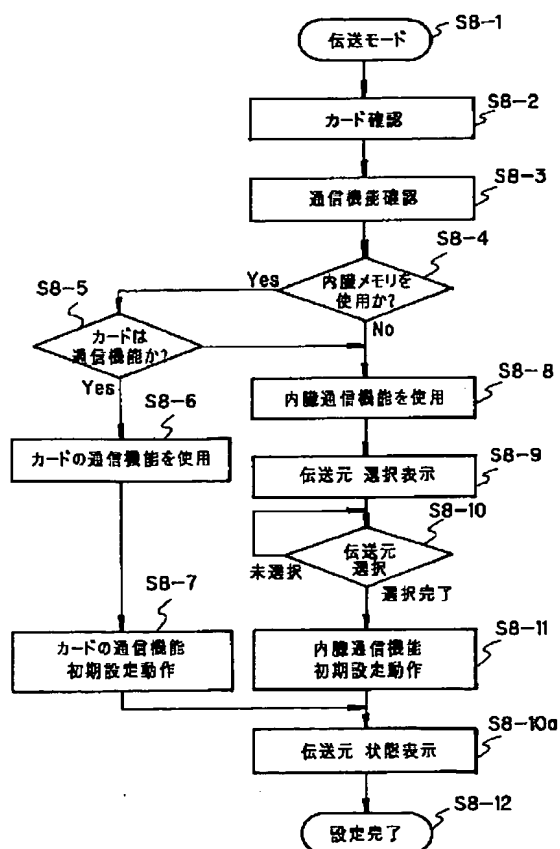 伝送モード
S8-1
カード確認
S8-2
通信機能確認
S8-3
内臓メモリを
使用か?
S8-4
Yes
No
カードは
通信機能か?
S8-5
Yes
カードの通信機能を使用
S8-6
カードの通信機能
初期設定動作
S8-7
内臓通信機能を使用
S8-8
伝送元 選択表示
S8-9
伝送元
選択
S8-10
未選択
選択完了
内臓通信機能
初期設定動作
S8-11
伝送元 状態表示
S8-10a
設定完了
S8-12